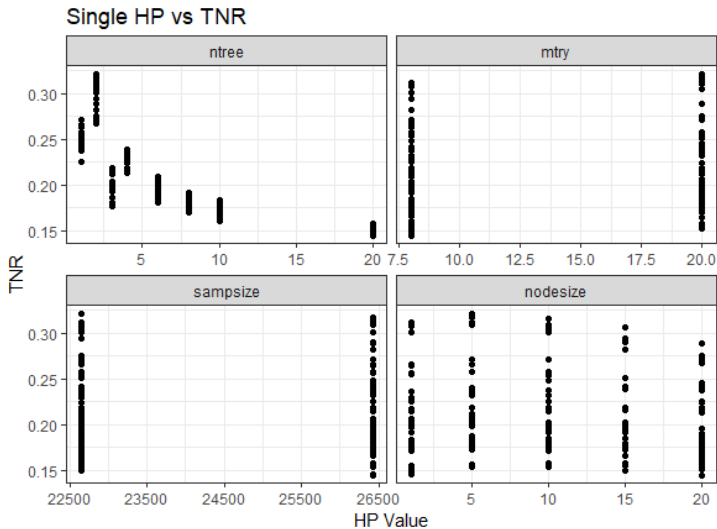 Single HP vs TNR
ntree
mtry
0.30
0.25
0.20
0.15
5 10 15 20
7.5 10.0 12.5 15.0 17.5 20.0
TNR
sampsize
nodesize
0.30
0.25
0.20
0.15
22500 23500 24500 25500 26500
5 10 15 20
HP Value